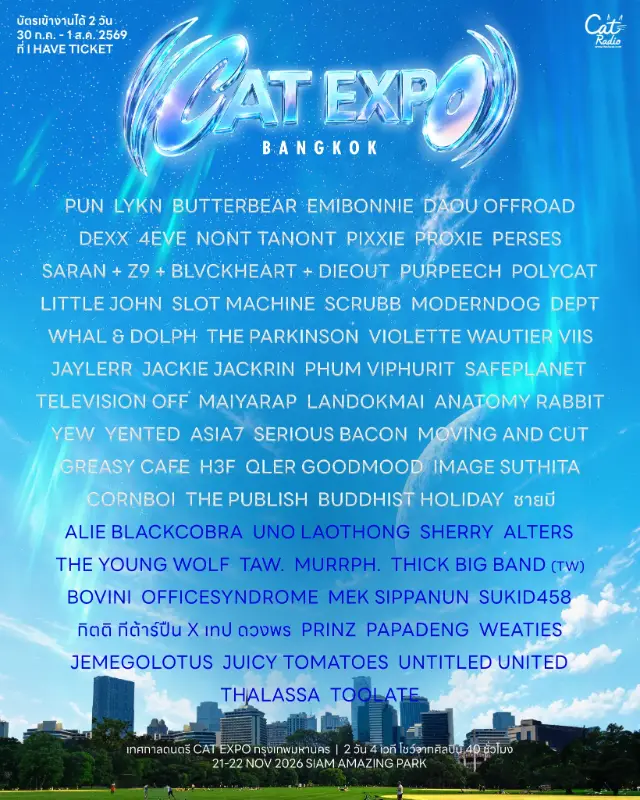 บัตรเข้างานได้ 2 วัน
30 ก.ค. - 1 ส.ค. 2569
ที่ I HAVE TICKET
Cat Radio
CAT EXPO
BANGKOK
PUN LYKN BUTTERBEAR EMIBONNIE DAOU OFFROAD
DEXX 4EVE NONT TANONT PIXXIE PROXIE PERSES
SARAN + Z9 + BLVCKHEART + DIEOUT PURPEECH POLYCAT
LITTLE JOHN SLOT MACHINE SCRUBB MODERNDOG DEPT
WHAL & DOLPH THE PARKINSON VIOLETTE WAUTIER VIIS
JAYLERR JACKIE JACKRIN PHUM VIPHURIT SAFEPLANET
TELEVISION OFF MAIYARAP LANDOKMAI ANATOMY RABBIT
YEW YENTED ASIA7 SERIOUS BACON MOVING AND CUT
GREASY CAFE H3F QLER GOODMOOD IMAGE SUTHITA
CORNBOI THE PUBLISH BUDDHIST HOLIDAY ชายมี
ALIE BLACKCOBRA UNO LAOTHONG SHERRY ALTERS
THE YOUNG WOLF TAW. MURRPH. THICK BIG BAND (TW)
BOVINI OFFICESYNDROME MEK SIPPANUN SUKID458
กิตติ กีต้าร์ปืน X เทป ดวงพร PRINZ PAPADENG WEATIES
JEMEGOLOTUS JUICY TOMATOES UNTITLED UNITED
THALASSA TOOLATE
เทศกาลดนตรี CAT EXPO กรุงเทพมหานคร | 2 วัน 4 เวที โชว์จากศิลปิน 40 ชั่วโมง
21-22 NOV 2026 SIAM AMAZING PARK